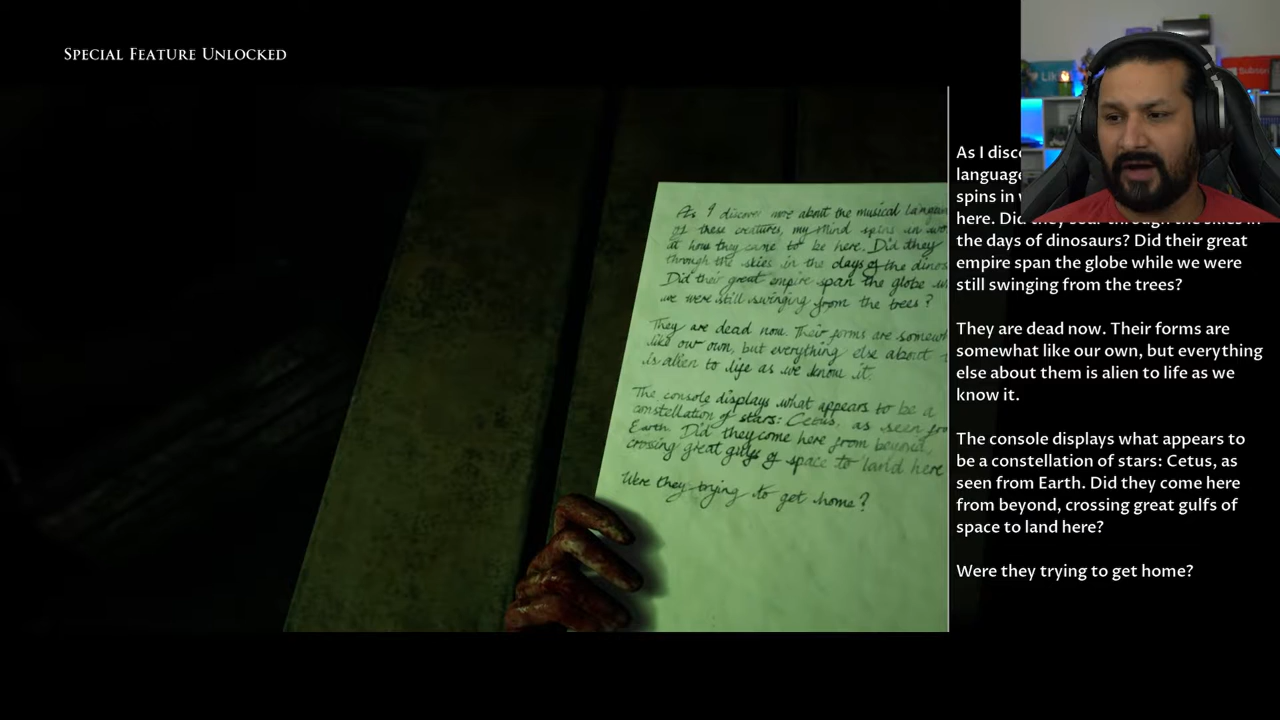 SPECIAL FEATURE UNLOCKED
As I discover more about the musical
of these creatures, my mind spins in
at how they came to be here. Did they
through the skies in the days of the
Did their great empire span the globe
we were still swinging from the trees?
They are dead now. Their forms are
like our own, but everything else about
is alien to life as we know it.
The console displays what appears to be a
constellation of stars: Cetus, as seen
Earth. Did they come here from beyond,
crossing great gulfs of space to land here
Were they trying to get home?
As I
language
spins in
here. Did they soar through the skies in
the days of dinosaurs? Did their great
empire span the globe while we were
still swinging from the trees?
They are dead now. Their forms are
somewhat like our own, but everything
else about them is alien to life as we
know it.
The console displays what appears to
be a constellation of stars: Cetus, as
seen from Earth. Did they come here
from beyond, crossing great gulfs of
space to land here?
Were they trying to get home?